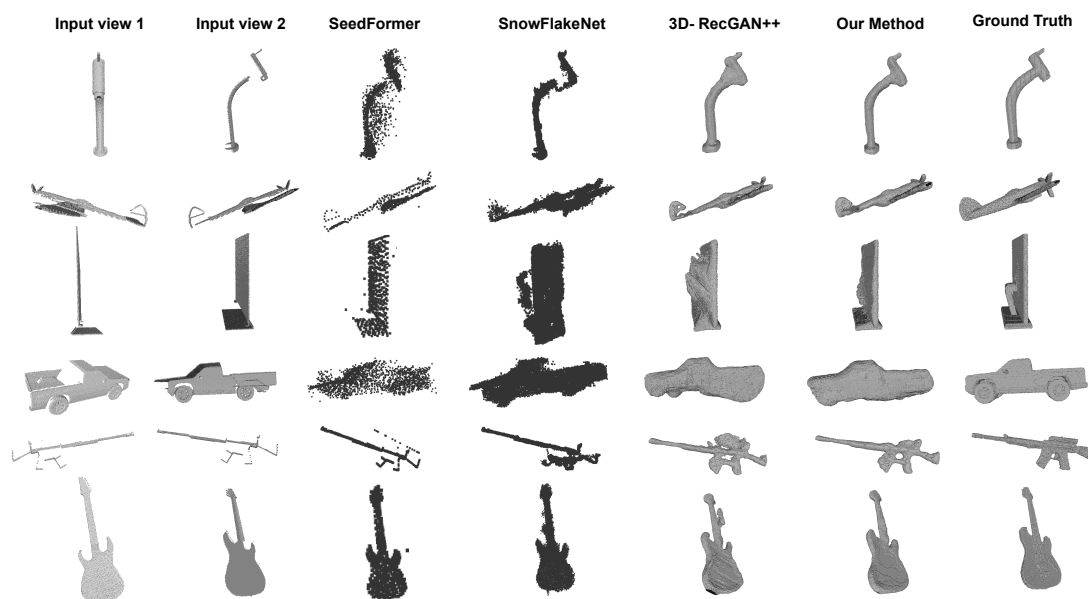 Input view 1 Input view 2 SeedFormer SnowFlakeNet 3D- RecGAN++ Our Method Ground Truth